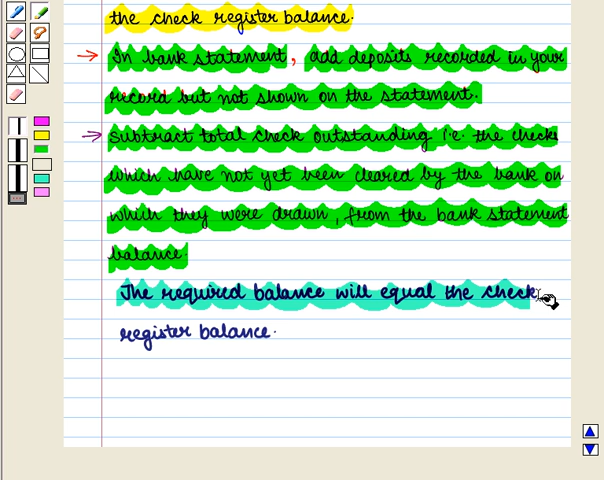 the check register balance.
→ In bank statement, add deposits recorded in your
record but not shown on the statement.
→ Subtract total check outstanding i.e. the checks
which have not yet been cleared by the bank on
which they were drawn, from the bank statement
balance.
The required balance will equal the check
register balance.